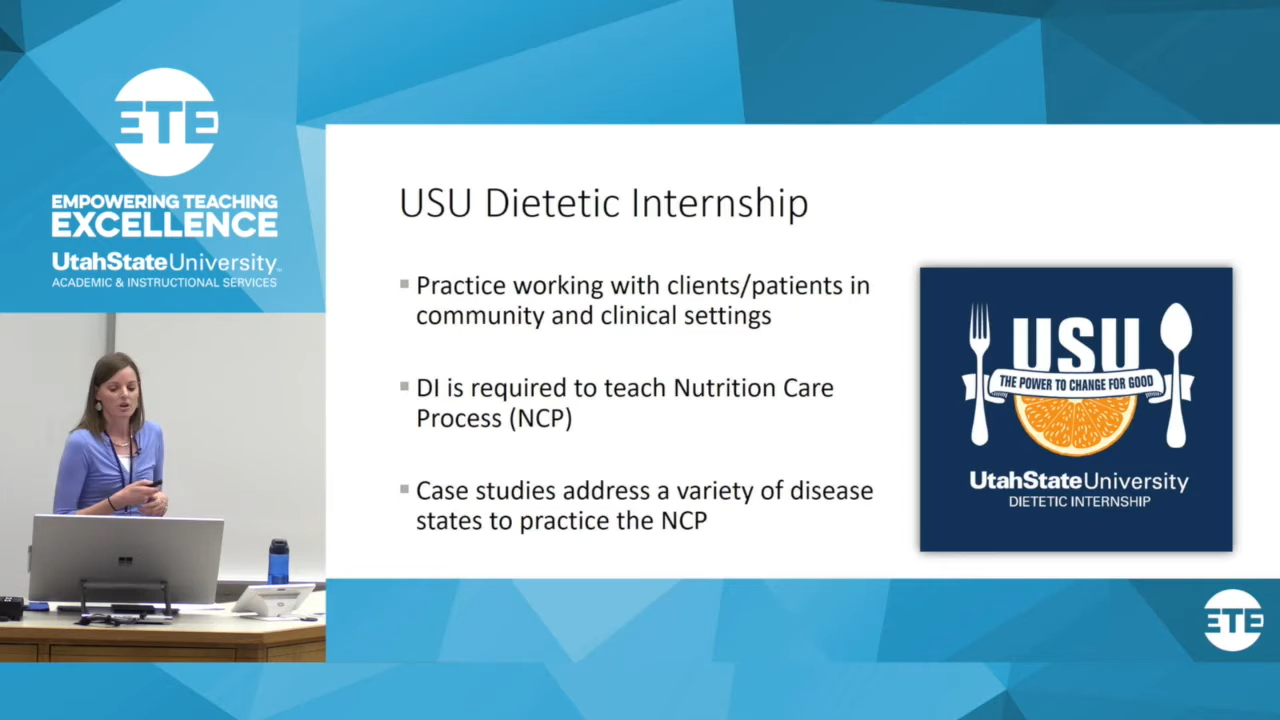 ETE
EMPOWERING TEACHING
EXCELLENCE
UtahStateUniversity™
ACADEMIC & INSTRUCTIONAL SERVICES
USU Dietetic Internship
Practice working with clients/patients in
community and clinical settings
DI is required to teach Nutrition Care
Process (NCP)
Case studies address a variety of disease
states to practice the NCP
USU
THE POWER TO CHANGE FOR GOOD
UtahStateUniversity
DIETETIC INTERNSHIP
ETE